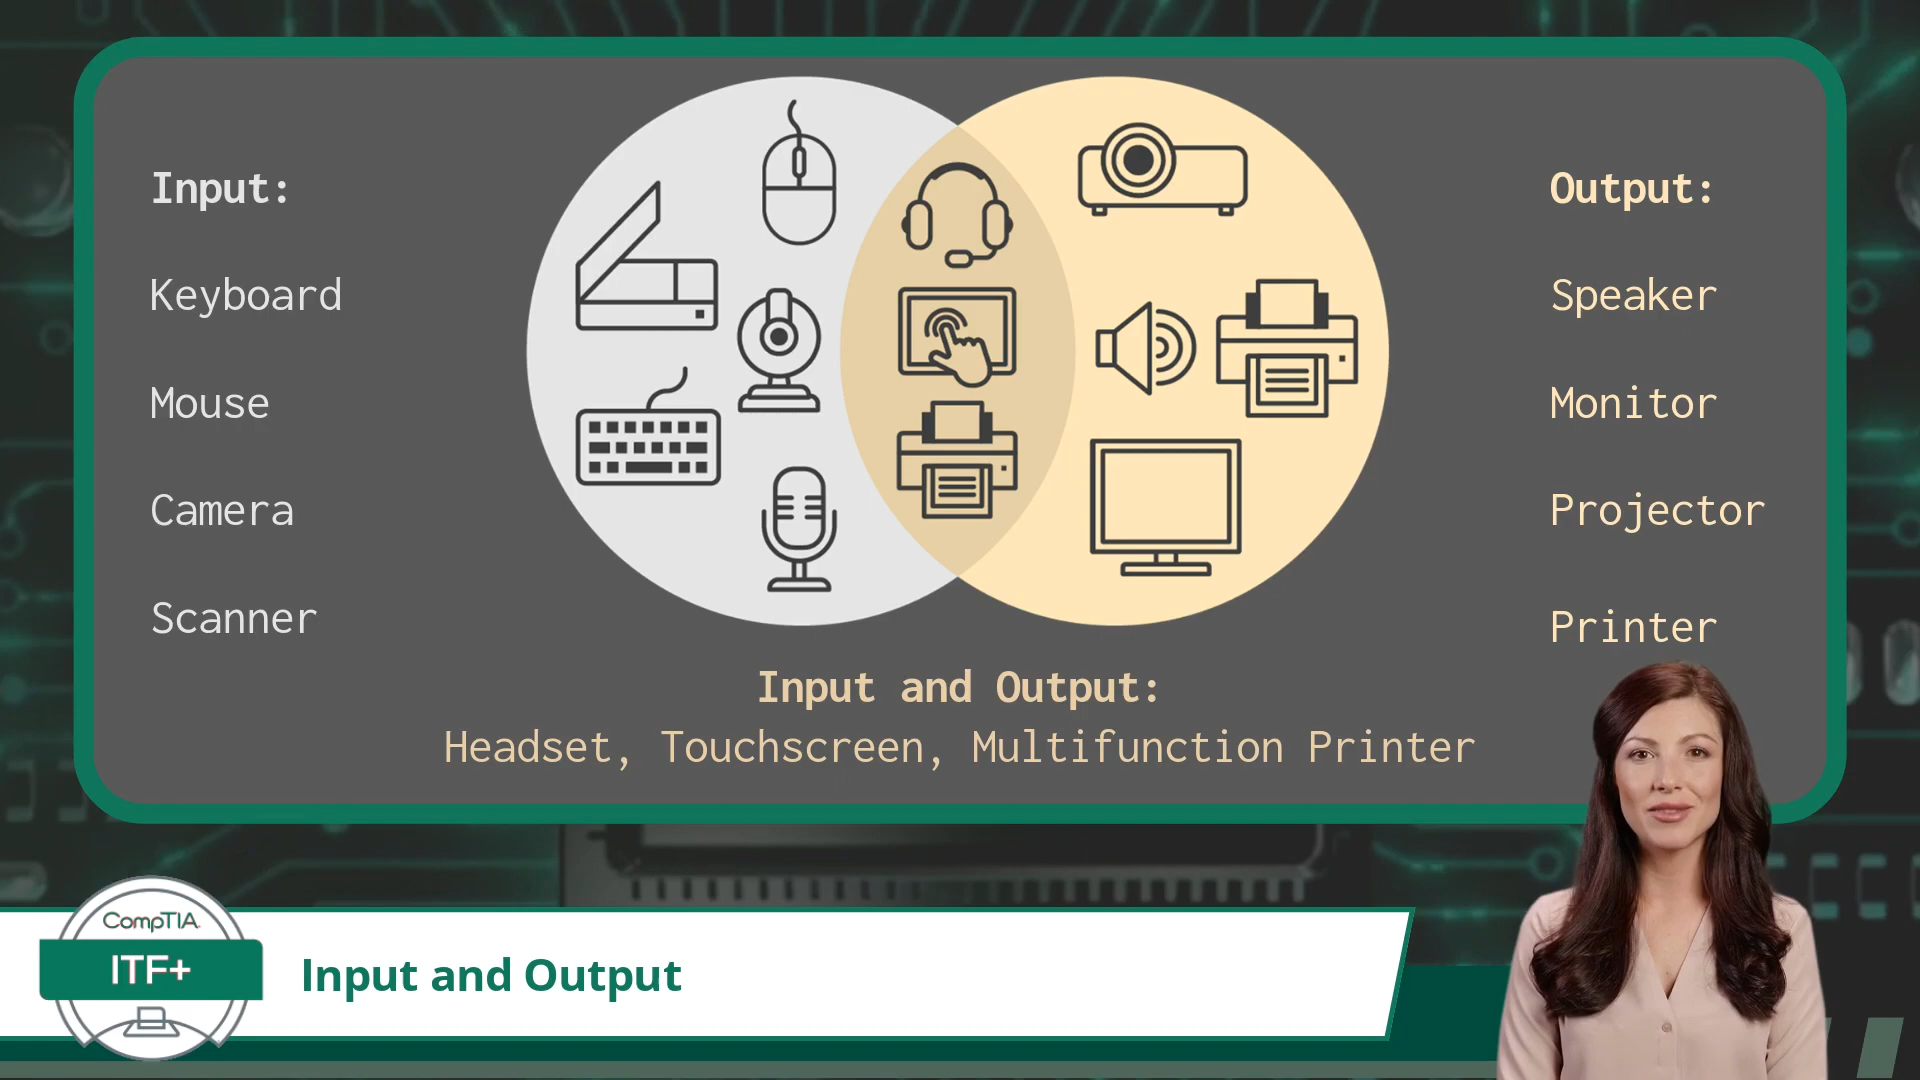 Input:
Keyboard
Mouse
Camera
Scanner
Output:
Speaker
Monitor
Projector
Printer
Input and Output:
Headset, Touchscreen, Multifunction Printer
CompTIA
ITF+
Input and Output